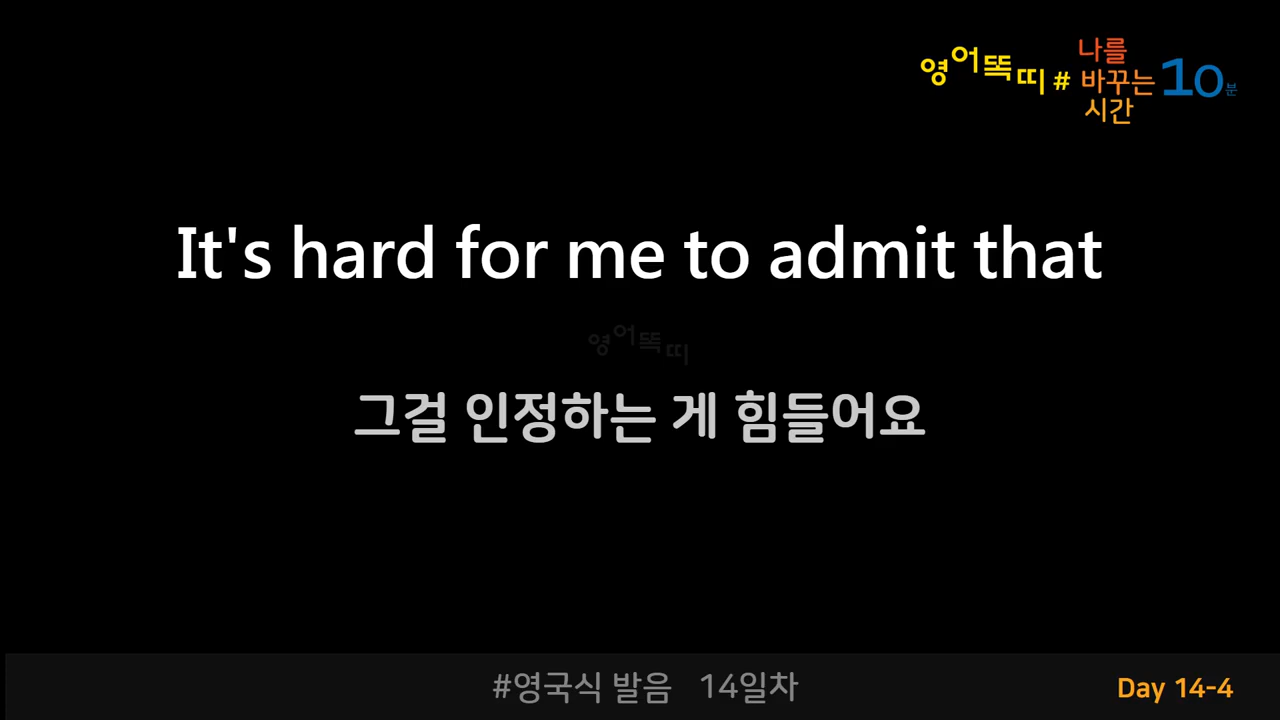 영어똑띠 # 나를 바꾸는 시간 10분
It's hard for me to admit that
영어똑띠
그걸 인정하는 게 힘들어요
#영국식 발음 14일차
Day 14-4